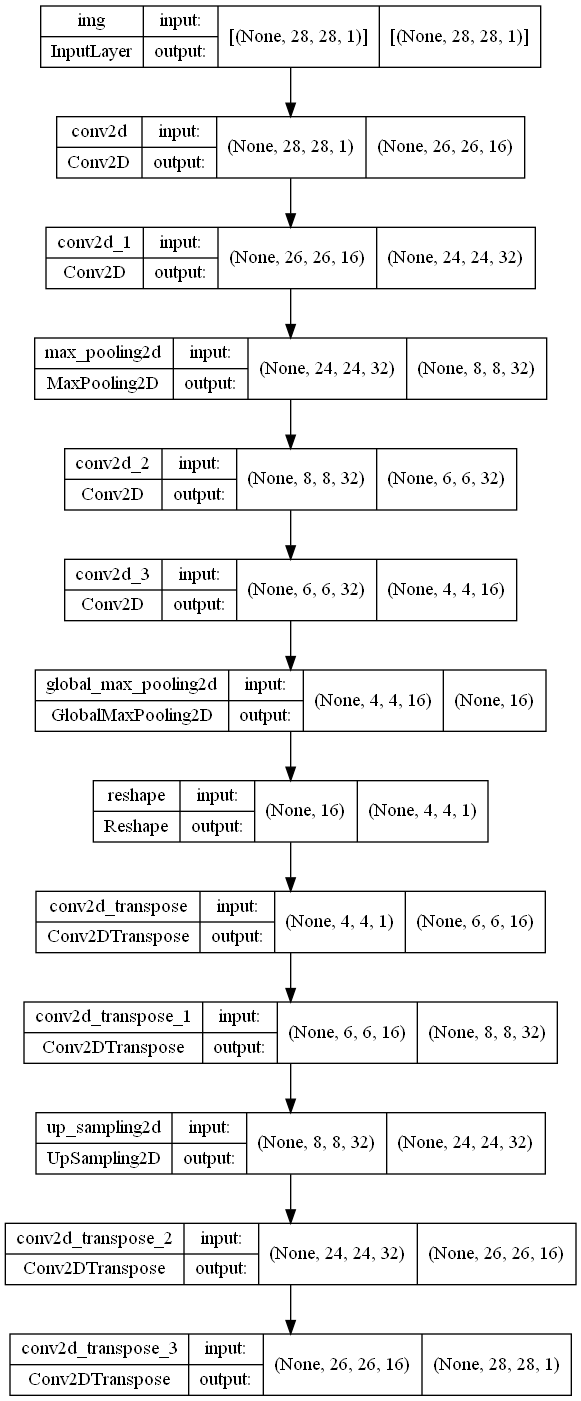 img input: [(None, 28, 28, 1)] [(None, 28, 28, 1)]
InputLayer output:
conv2d input: (None, 28, 28, 1) (None, 26, 26, 16)
Conv2D output:
conv2d_1 input: (None, 26, 26, 16) (None, 24, 24, 32)
Conv2D output:
max_pooling2d input: (None, 24, 24, 32) (None, 8, 8, 32)
MaxPooling2D output:
conv2d_2 input: (None, 8, 8, 32) (None, 6, 6, 32)
Conv2D output:
conv2d_3 input: (None, 6, 6, 32) (None, 4, 4, 16)
Conv2D output:
global_max_pooling2d input: (None, 4, 4, 16) (None, 16)
GlobalMaxPooling2D output:
reshape input: (None, 16) (None, 4, 4, 1)
Reshape output:
conv2d_transpose input: (None, 4, 4, 1) (None, 6, 6, 16)
Conv2DTranspose output:
conv2d_transpose_1 input: (None, 6, 6, 16) (None, 8, 8, 32)
Conv2DTranspose output:
up_sampling2d input: (None, 8, 8, 32) (None, 24, 24, 32)
UpSampling2D output:
conv2d_transpose_2 input: (None, 24, 24, 32) (None, 26, 26, 16)
Conv2DTranspose output:
conv2d_transpose_3 input: (None, 26, 26, 16) (None, 28, 28, 1)
Conv2DTranspose output: